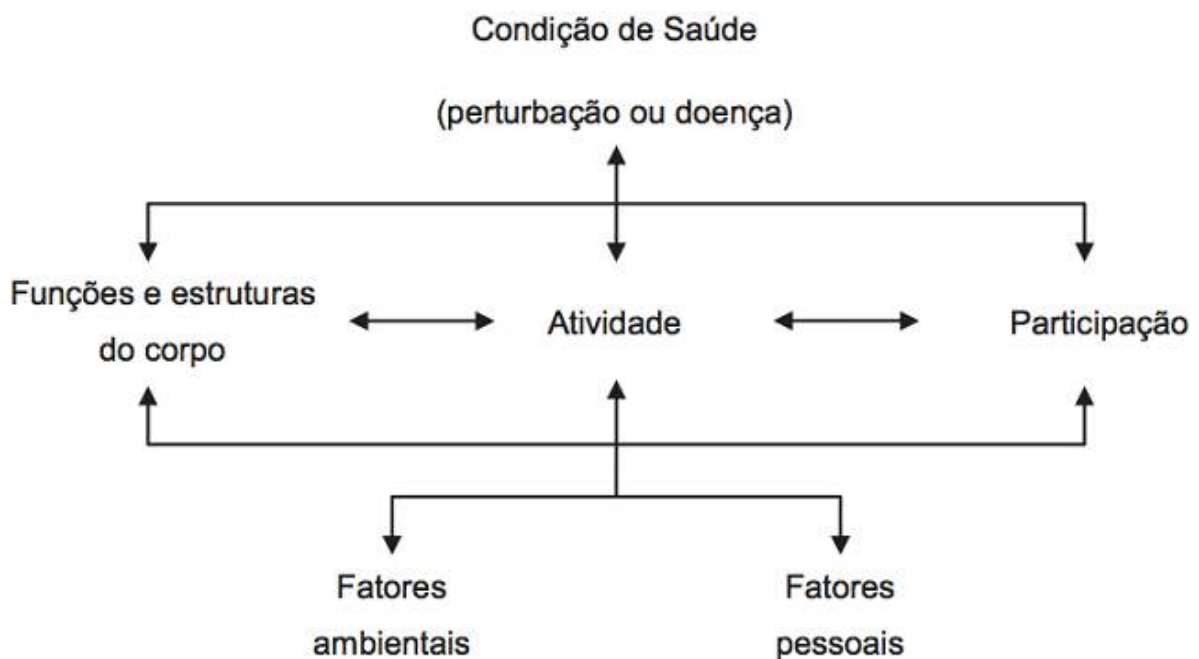 Condição de Saúde
(perturbação ou doença)
Funções e estruturas
do corpo
Atividade
Participação
Fatores
ambientais
Fatores
pessoais